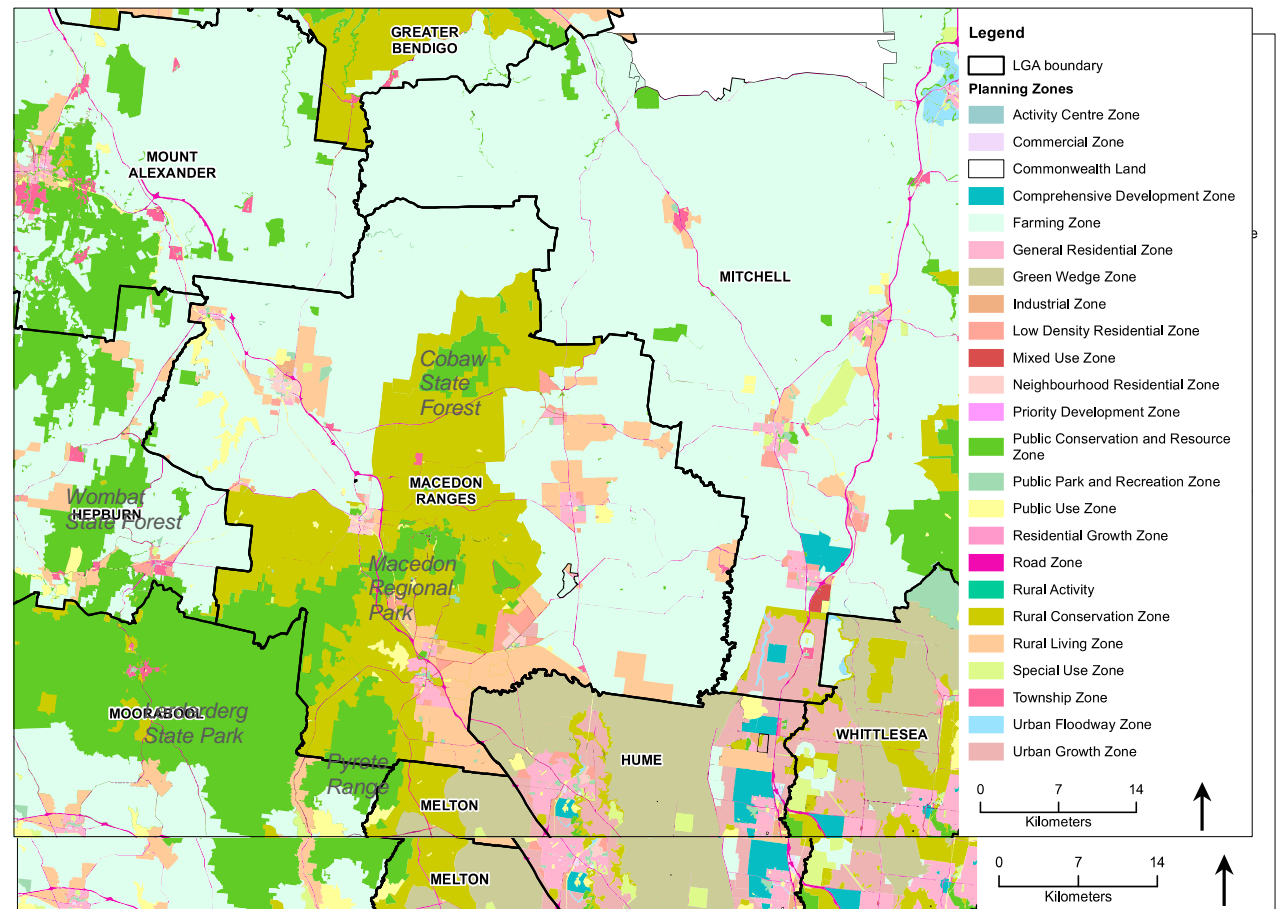 GREATER
BENDIGO
MOUNT
ALEXANDER
MITCHELL
Cobaw
State
Forest
MACEDON
RANGES
Wombat
State Forest
HEPBURN
Macedon
Regional
Park
MOORABOOL
Lerderderg
State Park
Pyrete
Range
HUME
WHITTLESEA
MELTON
MELTON
Legend
LGA boundary
Planning Zones
Activity Centre Zone
Commercial Zone
Commonwealth Land
Comprehensive Development Zone
Farming Zone
General Residential Zone
Green Wedge Zone
Industrial Zone
Low Density Residential Zone
Mixed Use Zone
Neighbourhood Residential Zone
Priority Development Zone
Public Conservation and Resource
Zone
Public Park and Recreation Zone
Public Use Zone
Residential Growth Zone
Road Zone
Rural Activity
Rural Conservation Zone
Rural Living Zone
Special Use Zone
Township Zone
Urban Floodway Zone
Urban Growth Zone
0 7 14
Kilometers
0 7 14
Kilometers
e